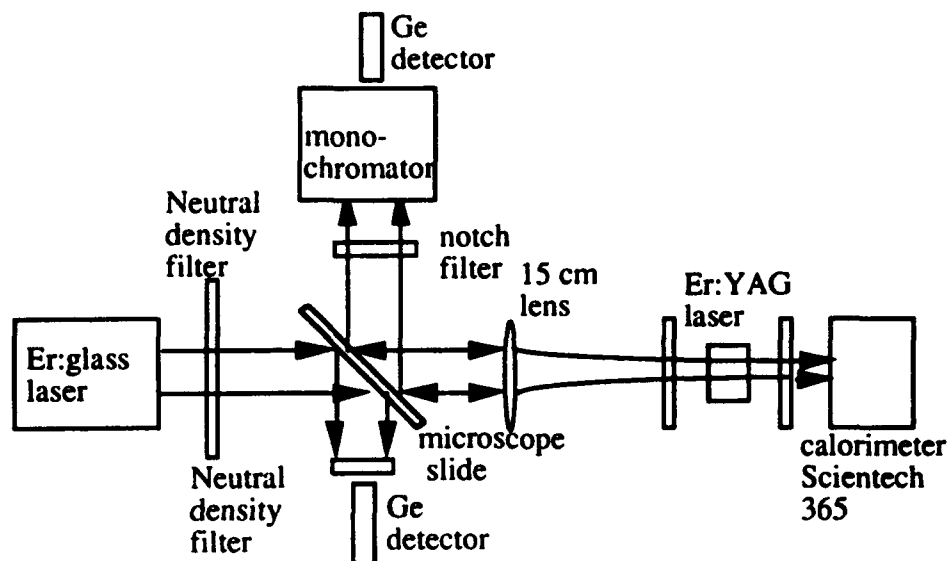 Ge
detector
mono-
chromator
Neutral
density
filter
notch
filter
15 cm
lens
Er:YAG
laser
Er:glass
laser
microscope
slide
calorimeter
Scientech
365
Neutral
density
filter
Ge
detector